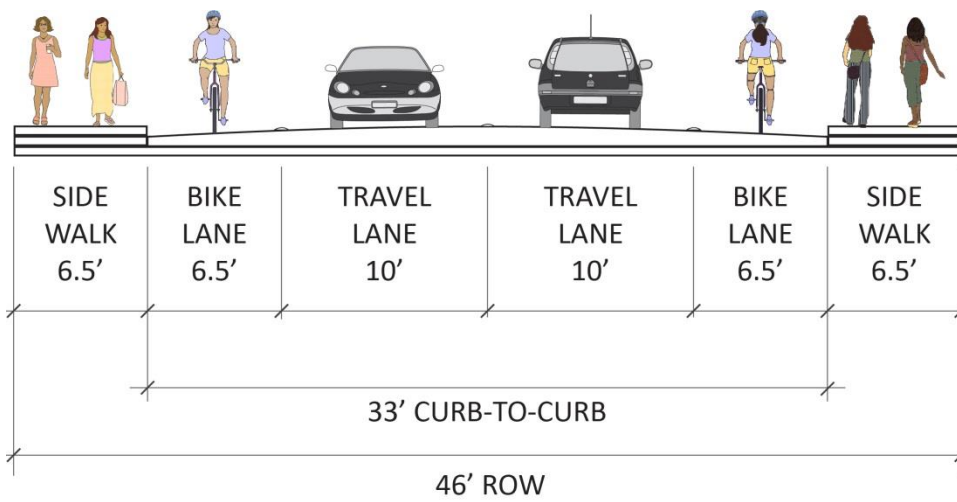 SIDE
WALK
6.5’
BIKE
LANE
6.5’
TRAVEL
LANE
10’
TRAVEL
LANE
10’
BIKE
LANE
6.5’
SIDE
WALK
6.5’
33’ CURB-TO-CURB
46’ ROW